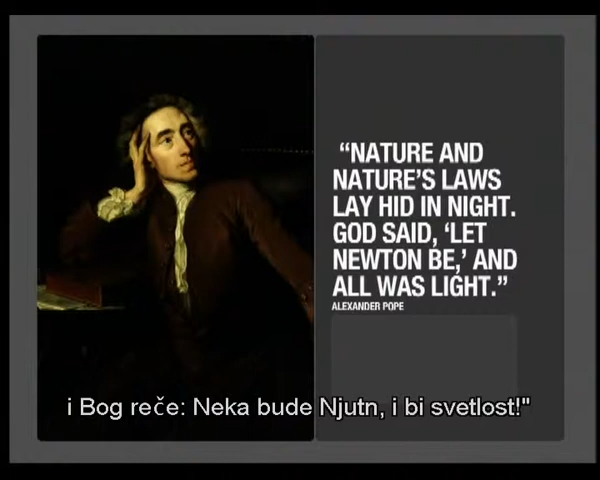 “NATURE AND
NATURE’S LAWS
LAY HID IN NIGHT.
GOD SAID, ‘LET
NEWTON BE,’ AND
ALL WAS LIGHT.”
ALEXANDER POPE
i Bog reče: Neka bude Njutn, i bi svetlost!"